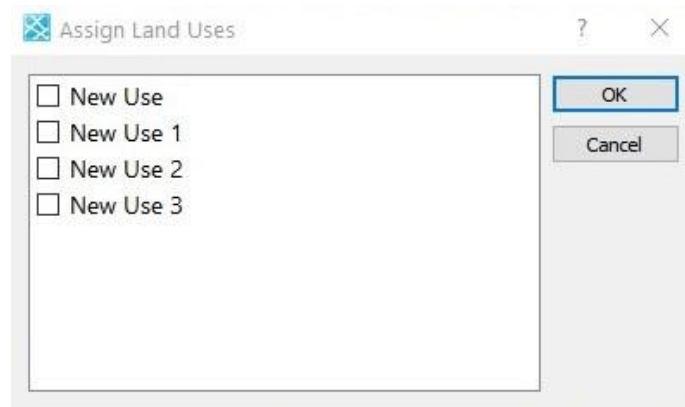 Assign Land Uses ?
New Use
OK
New Use 1
Cancel
New Use 2
New Use 3